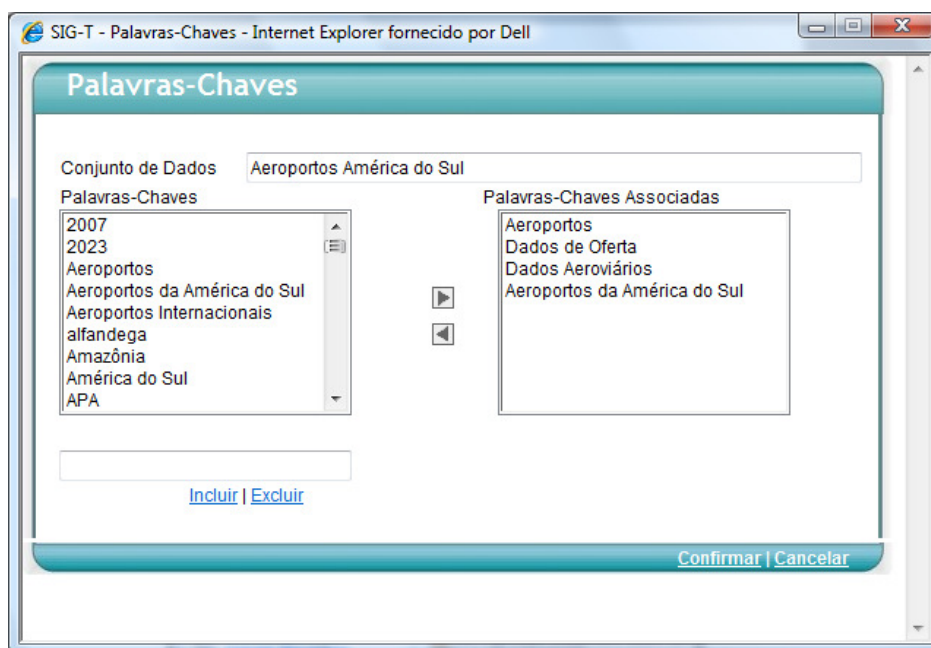 SIG-T - Palavras-Chaves - Internet Explorer fornecido por Dell
Palavras-Chaves
Conjunto de Dados Aeroportos América do Sul
Palavras-Chaves
2007
2023
Aeroportos
Aeroportos da América do Sul
Aeroportos Internacionais
alfandega
Amazônia
América do Sul
APA
Palavras-Chaves Associadas
Aeroportos
Dados de Oferta
Dados Aeroviários
Aeroportos da América do Sul
Incluir | Excluir
Confirmar | Cancelar